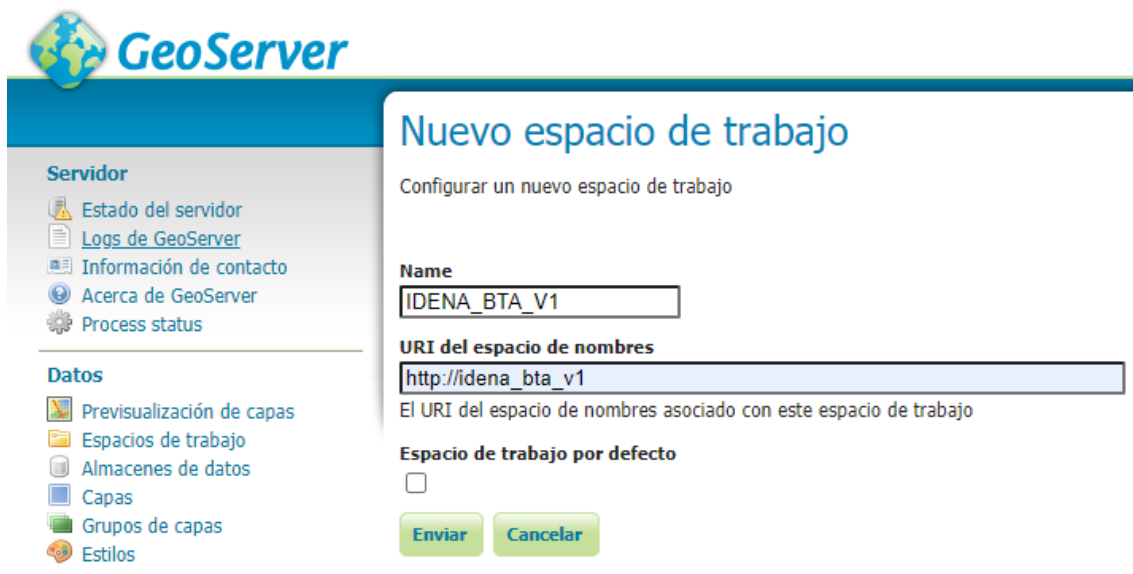 GeoServer
Servidor
Estado del servidor
Logs de GeoServer
Información de contacto
Acerca de GeoServer
Process status
Datos
Previsualización de capas
Espacios de trabajo
Almacenes de datos
Capas
Grupos de capas
Estilos
Nuevo espacio de trabajo
Configurar un nuevo espacio de trabajo
Name
IDENA_BTA_V1
URI del espacio de nombres
http://idena_bta_v1
El URI del espacio de nombres asociado con este espacio de trabajo
Espacio de trabajo por defecto
Enviar Cancelar